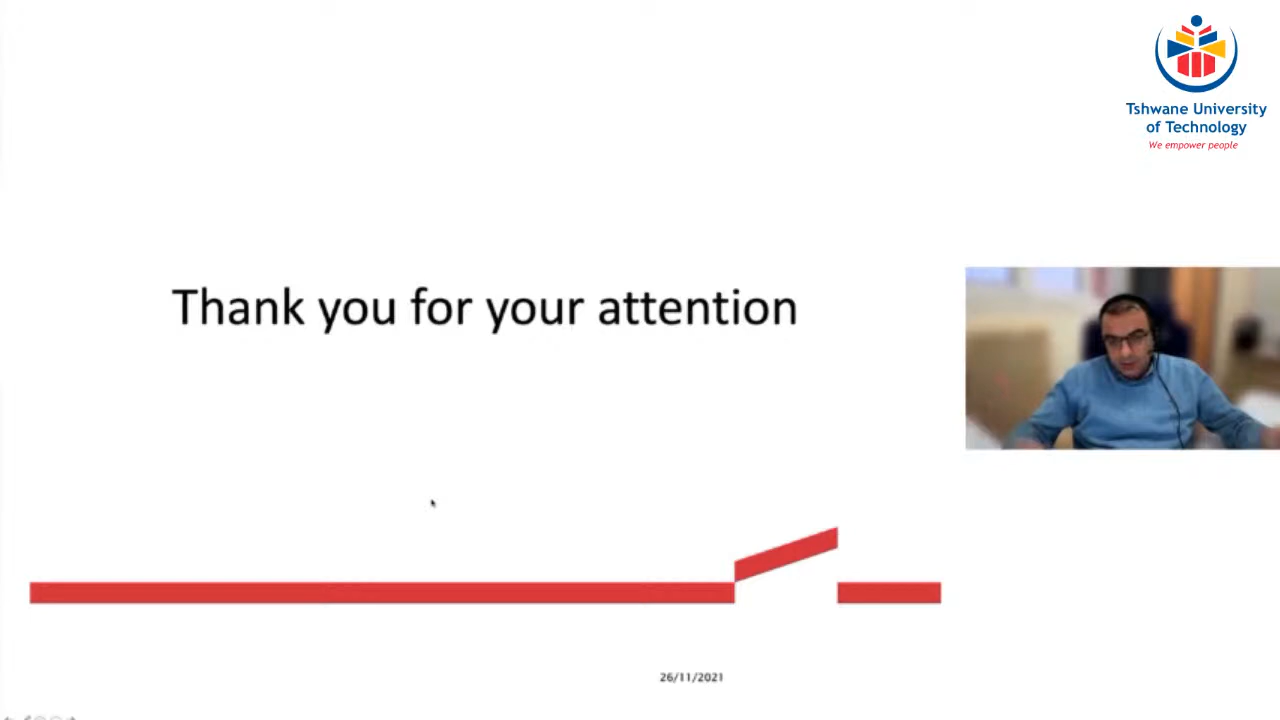 Tshwane University
of Technology
We empower people
Thank you for your attention
26/11/2021